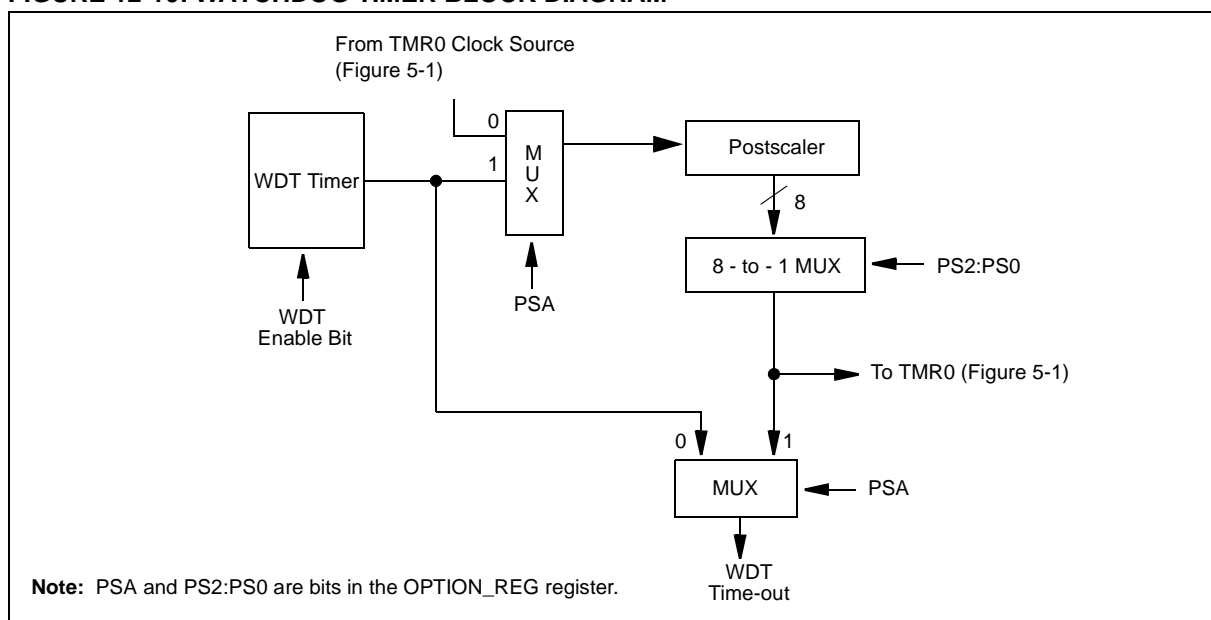 From TMR0 Clock Source
(Figure 5-1)
0
1
M
U
X
WDT Timer
Postscaler
8
8 - to - 1 MUX
PS2:PS0
PSA
WDT
Enable Bit
To TMR0 (Figure 5-1)
0
1
MUX
PSA
WDT
Time-out
Note: PSA and PS2:PS0 are bits in the OPTION_REG register.